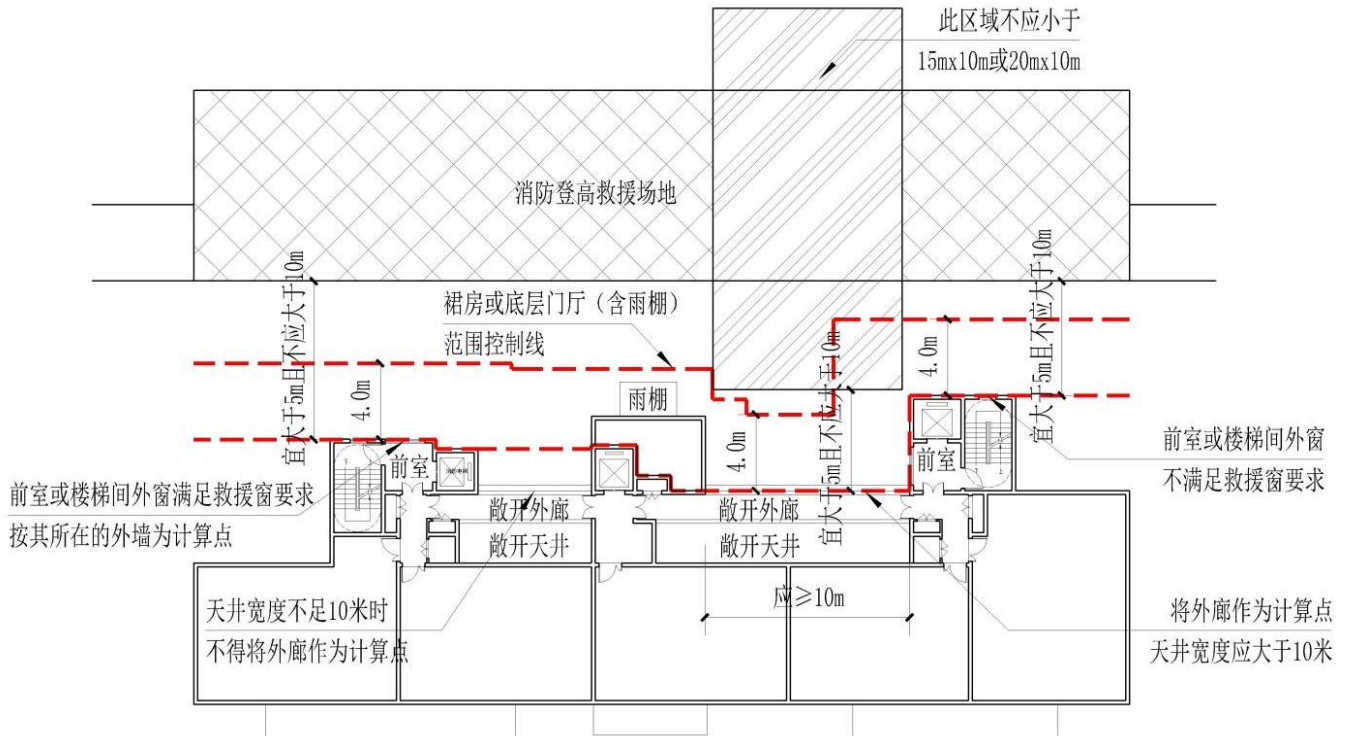 此区域不应小于
15mx10m或20mx10m
消防登高救援场地
宜大于5m且不应大于10m
宜大于5m且不应大于10m
裙房或底层门厅（含雨棚）
范围控制线
4.0m
4.0m
雨棚
宜大于5m且不应大于10m
4.0m
前室
前室
前室或楼梯间外窗满足救援窗要求
按其所在的外墙为计算点
前室或楼梯间外窗
不满足救援窗要求
敞开外廊
敞开外廊
敞开天井
敞开天井
应≥10m
天井宽度不足10米时
不得将外廊作为计算点
将外廊作为计算点
天井宽度应大于10米